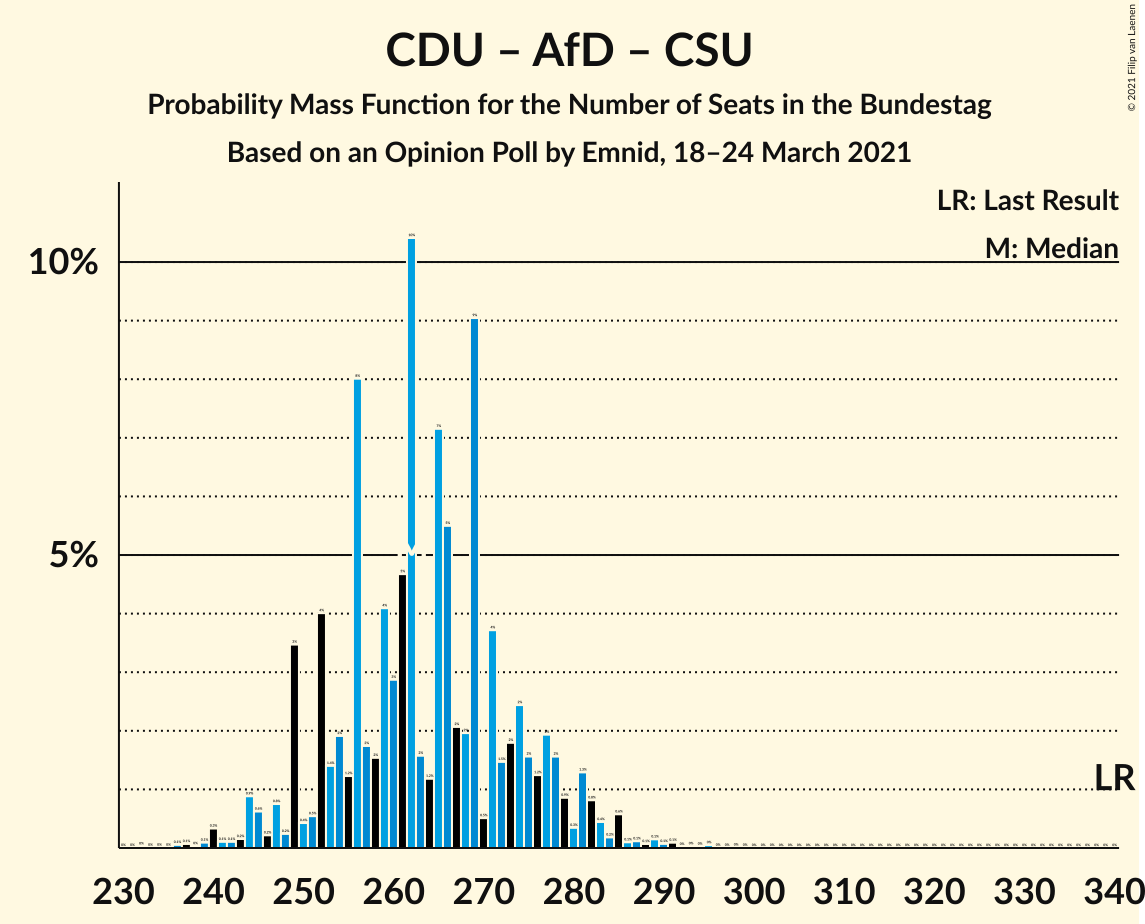 CDU – AfD – CSU
Probability Mass Function for the Number of Seats in the Bundestag
Based on an Opinion Poll by Emnid, 18–24 March 2021
© 2021 Filip van Laenen
LR: Last Result
M: Median
10%
5%
LR
230 240 250 260 270 280 290 300 310 320 330 340